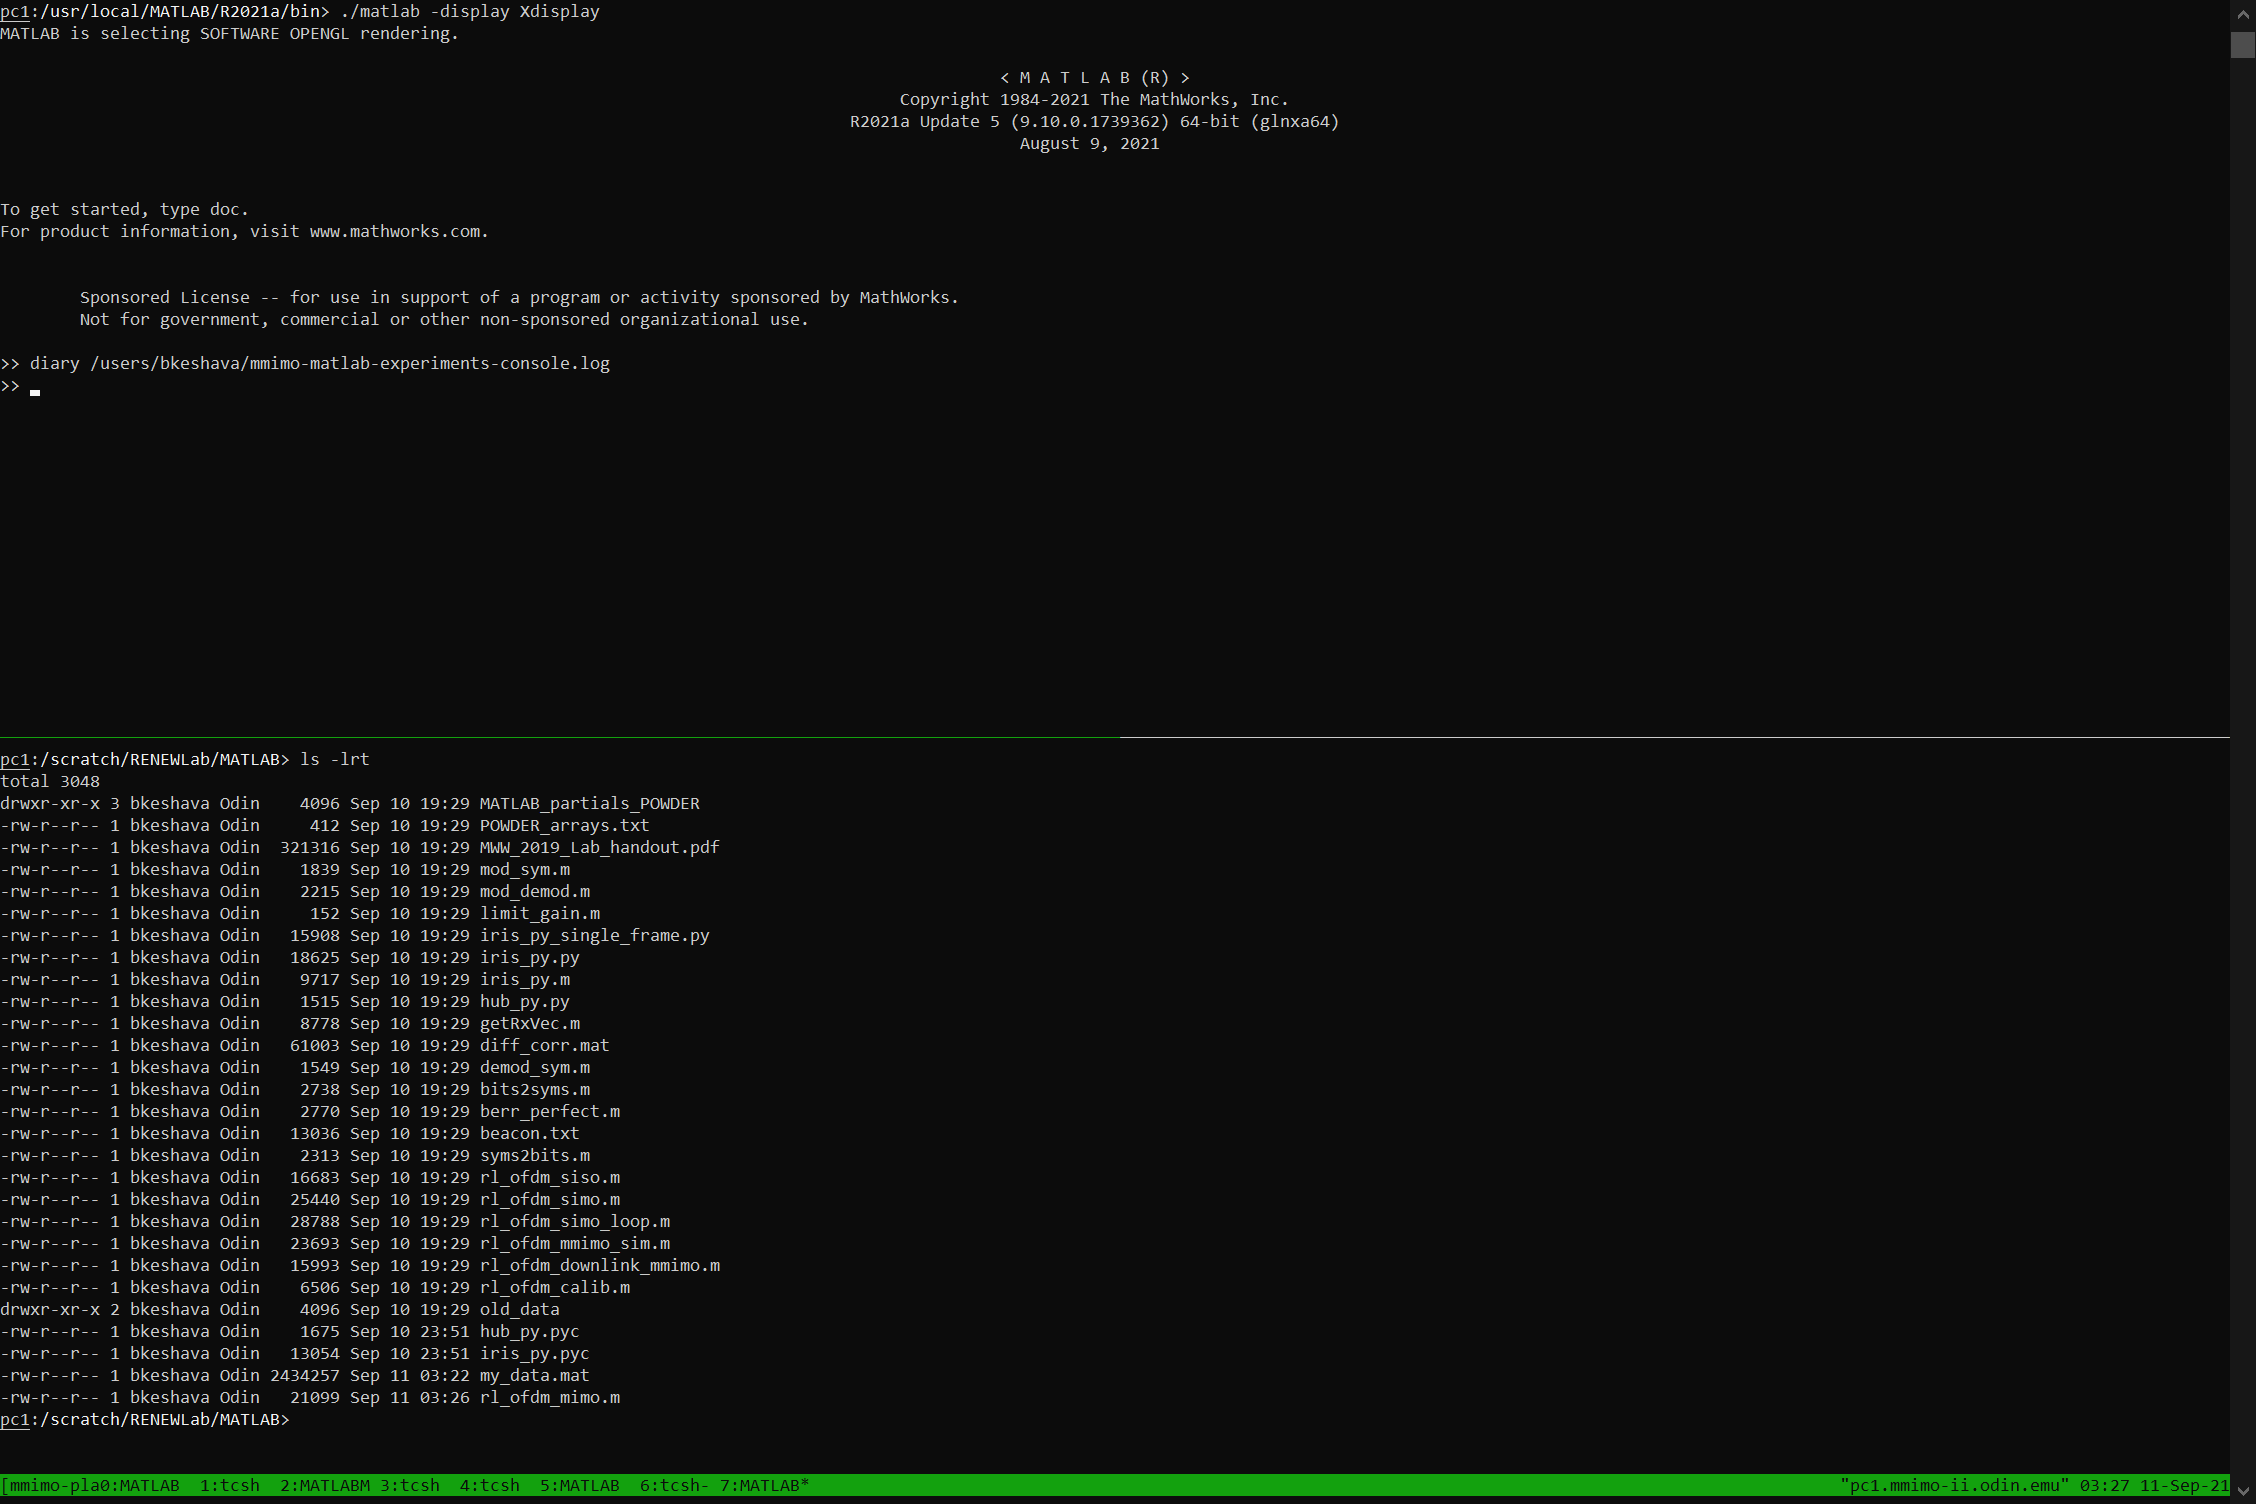 pc1:/usr/local/MATLAB/R2021a/bin> ./matlab -display Xdisplay
MATLAB is selecting SOFTWARE OPENGL rendering.
< M A T L A B (R) >
Copyright 1984-2021 The MathWorks, Inc.
R2021a Update 5 (9.10.0.1739362) 64-bit (glnxa64)
August 9, 2021
To get started, type doc.
For product information, visit www.mathworks.com.
Sponsored License -- for use in support of a program or activity sponsored by MathWorks.
Not for government, commercial or other non-sponsored organizational use.
>> diary /users/bkeshava/mmimo-matlab-experiments-console.log
>>
pc1:/scratch/RENEWLab/MATLAB> ls -lrt
total 3048
drwxr-xr-x 3 bkeshava Odin    4096 Sep 10 19:29 MATLAB_partials_POWDER
-rw-r--r-- 1 bkeshava Odin     412 Sep 10 19:29 POWDER_arrays.txt
-rw-r--r-- 1 bkeshava Odin  321316 Sep 10 19:29 MWW_2019_Lab_handout.pdf
-rw-r--r-- 1 bkeshava Odin    1839 Sep 10 19:29 mod_sym.m
-rw-r--r-- 1 bkeshava Odin    2215 Sep 10 19:29 mod_demod.m
-rw-r--r-- 1 bkeshava Odin     152 Sep 10 19:29 limit_gain.m
-rw-r--r-- 1 bkeshava Odin   15908 Sep 10 19:29 iris_py_single_frame.py
-rw-r--r-- 1 bkeshava Odin   18625 Sep 10 19:29 iris_py.py
-rw-r--r-- 1 bkeshava Odin    9717 Sep 10 19:29 iris_py.m
-rw-r--r-- 1 bkeshava Odin    1515 Sep 10 19:29 hub_py.py
-rw-r--r-- 1 bkeshava Odin    8778 Sep 10 19:29 getRxVec.m
-rw-r--r-- 1 bkeshava Odin   61003 Sep 10 19:29 diff_corr.mat
-rw-r--r-- 1 bkeshava Odin    1549 Sep 10 19:29 demod_sym.m
-rw-r--r-- 1 bkeshava Odin    2738 Sep 10 19:29 bits2syms.m
-rw-r--r-- 1 bkeshava Odin    2770 Sep 10 19:29 berr_perfect.m
-rw-r--r-- 1 bkeshava Odin   13036 Sep 10 19:29 beacon.txt
-rw-r--r-- 1 bkeshava Odin    2313 Sep 10 19:29 syms2bits.m
-rw-r--r-- 1 bkeshava Odin   16683 Sep 10 19:29 rl_ofdm_siso.m
-rw-r--r-- 1 bkeshava Odin   25440 Sep 10 19:29 rl_ofdm_simo.m
-rw-r--r-- 1 bkeshava Odin   28788 Sep 10 19:29 rl_ofdm_simo_loop.m
-rw-r--r-- 1 bkeshava Odin   23693 Sep 10 19:29 rl_ofdm_mmimo_sim.m
-rw-r--r-- 1 bkeshava Odin   15993 Sep 10 19:29 rl_ofdm_downlink_mmimo.m
-rw-r--r-- 1 bkeshava Odin    6506 Sep 10 19:29 rl_ofdm_calib.m
drwxr-xr-x 2 bkeshava Odin    4096 Sep 10 19:29 old_data
-rw-r--r-- 1 bkeshava Odin    1675 Sep 10 23:51 hub_py.pyc
-rw-r--r-- 1 bkeshava Odin   13054 Sep 10 23:51 iris_py.pyc
-rw-r--r-- 1 bkeshava Odin 2434257 Sep 11 03:22 my_data.mat
-rw-r--r-- 1 bkeshava Odin   21099 Sep 11 03:26 rl_ofdm_mimo.m
pc1:/scratch/RENEWLab/MATLAB>
[mmimo-pla0:MATLAB  1:tcsh  2:MATLABM 3:tcsh  4:tcsh  5:MATLAB  6:tcsh- 7:MATLAB* "pc1.mmimo-ii.odin.emu" 03:27 11-Sep-21